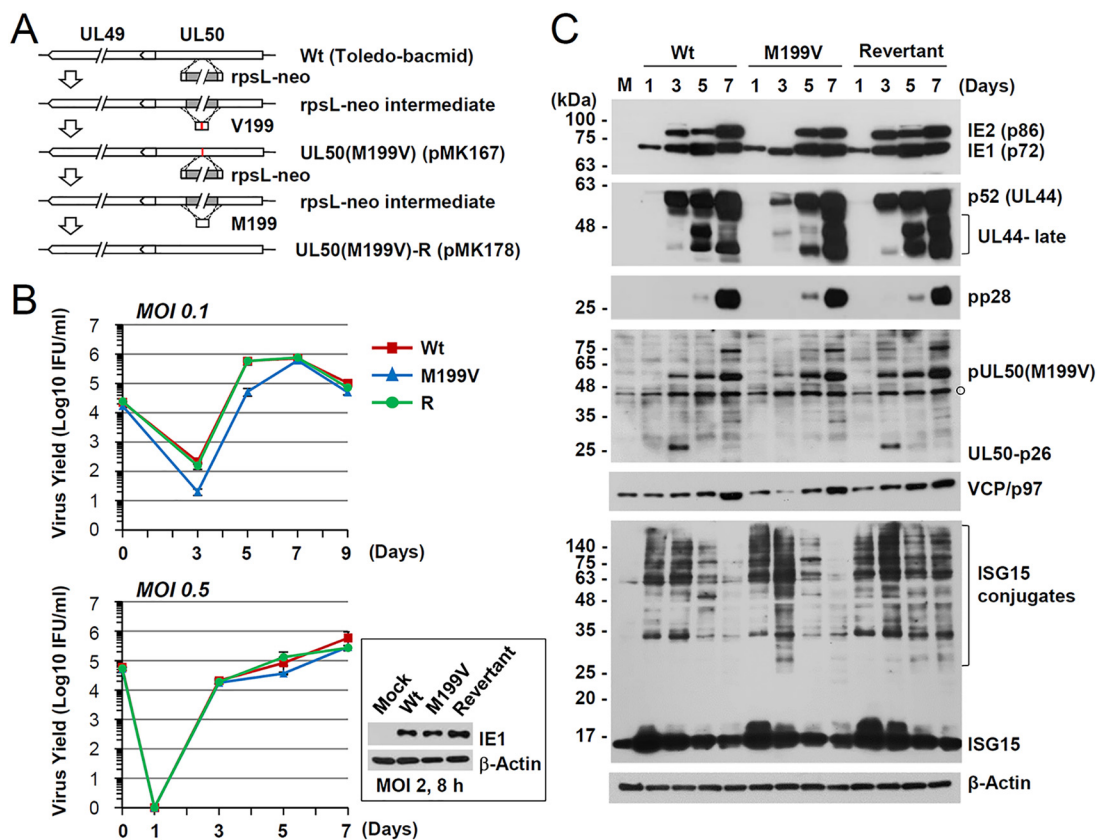 A
UL49 UL50
Wt (Toledo-bacmid)
rpsL-neo
rpsL-neo intermediate
V199
UL50(M199V) (pMK167)
rpsL-neo
rpsL-neo intermediate
M199
UL50(M199V)-R (pMK178)
B
MOI 0.1
Virus Yield (Log10 IFU/ml)
7
6
5
4
3
2
1
0
0 3 5 7 9 (Days)
Wt
M199V
R
MOI 0.5
Virus Yield (Log10 IFU/ml)
7
6
5
4
3
2
1
0
0 1 3 5 7 (Days)
Mock
Wt
M199V
Revertant
IE1
β-Actin
MOI 2, 8 h
C
Wt M199V Revertant
M 1 3 5 7 1 3 5 7 1 3 5 7 (Days)
(kDa)
100 -
75 -
63 -
IE2 (p86)
IE1 (p72)
63 -
48 -
p52 (UL44)
UL44- late
25 -
pp28
75 -
65 -
48 -
35 -
25 -
pUL50(M199V)
UL50-p26
VCP/p97
140 -
75 -
63 -
48 -
35 -
25 -
20 -
17 -
ISG15
conjugates
ISG15
β-Actin